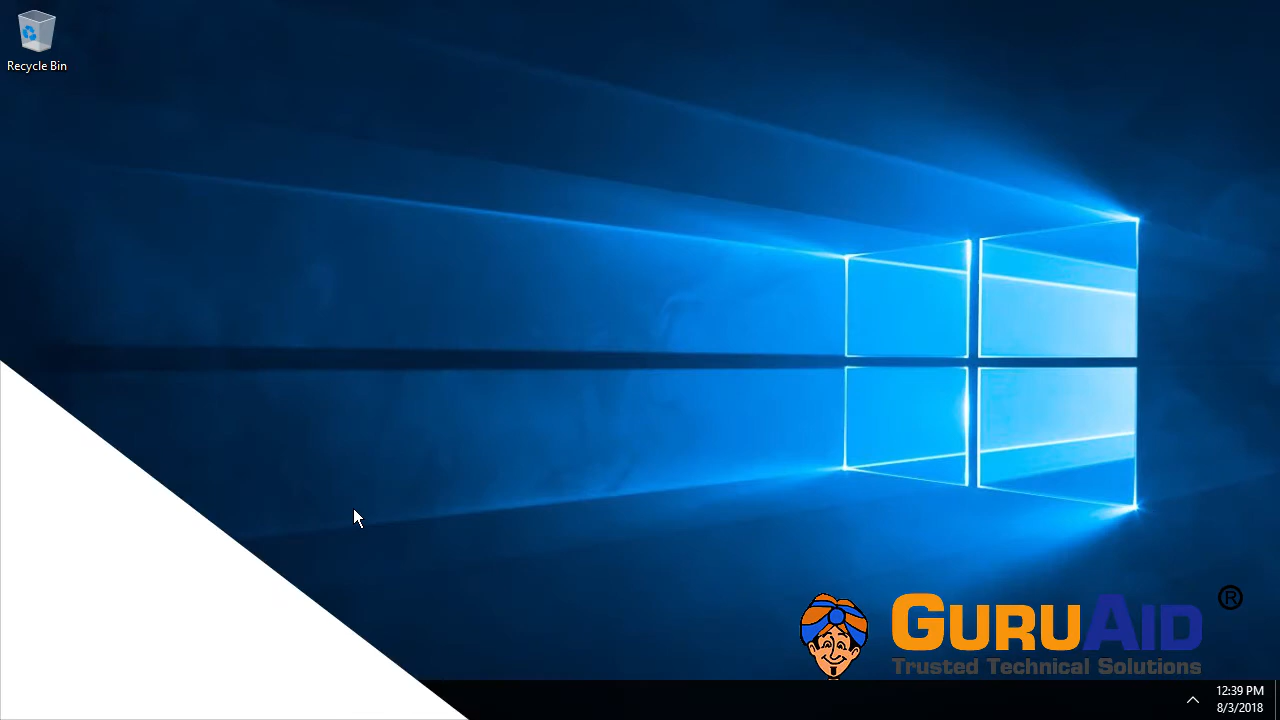 Recycle Bin
GURUAID ®
Trusted Technical Solutions
12:39 PM
8/3/2018